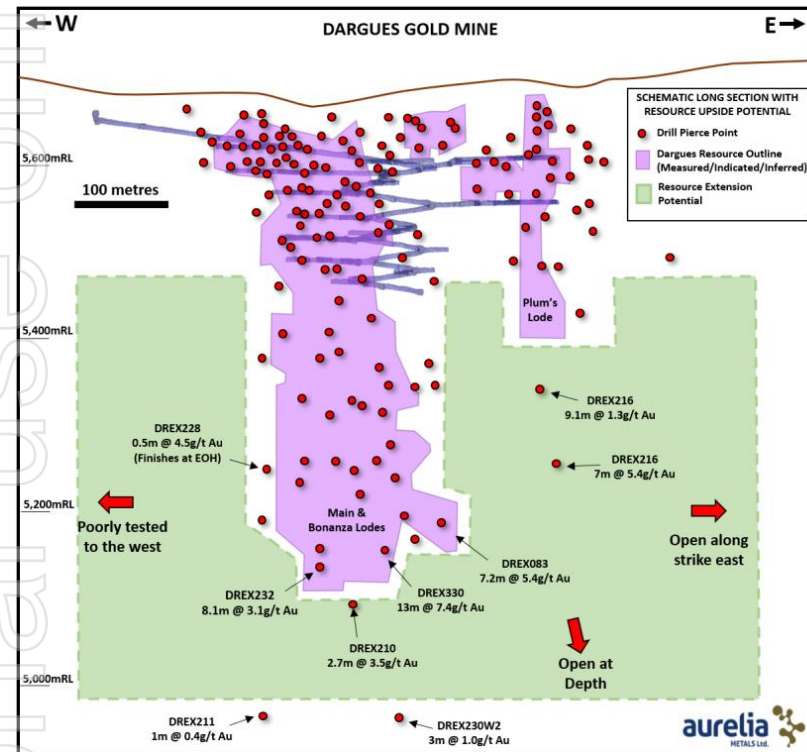 W
DARGUES GOLD MINE
E
SCHEMATIC LONG SECTION WITH
RESOURCE UPSIDE POTENTIAL
Drill Pierce Point
Dargues Resource Outline
(Measured/Indicated/Inferred)
Resource Extension
Potential
5,600mRL
100 metres
Plum's
Lode
5,400mRL
DREX216
9.1m @ 1.3g/t Au
DREX228
0.5m @ 4.5g/t Au
(Finishes at EOH)
DREX216
7m @ 5.4g/t Au
5,200mRL
Poorly tested
to the west
Main &
Bonanza Lodes
Open along
strike east
DREX083
7.2m @ 5.4g/t Au
DREX232
8.1m @ 3.1g/t Au
DREX330
13m @ 7.4g/t Au
DREX210
2.7m @ 3.5g/t Au
Open at
Depth
5,000mRL
DREX211
1m @ 0.4g/t Au
DREX230W2
3m @ 1.0g/t Au
aurelia
METALS Ltd.